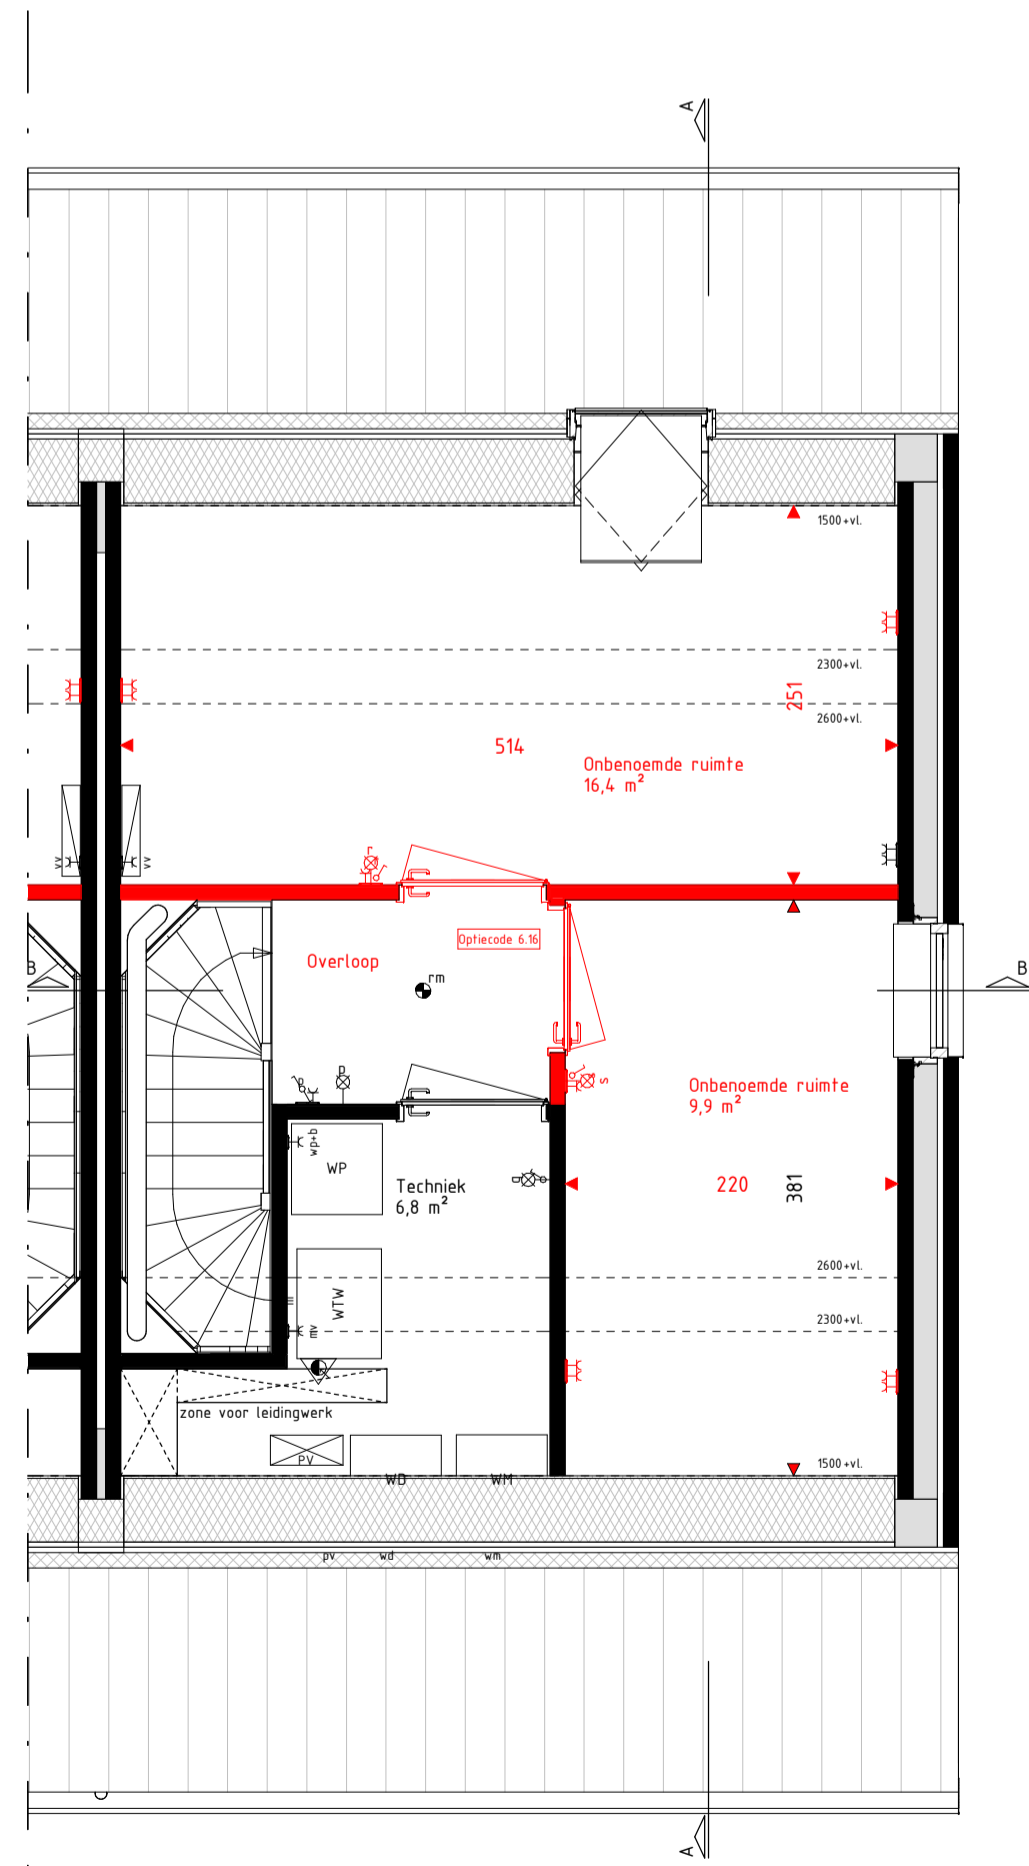 A
1500+vl.
2300+vl.
251
2600+vl.
514
Onbenoemde ruimte
16,4 m²
vv
vv
r
r
Optiecode 6.16
Overloop
B
B
rm
p
p
s
Onbenoemde ruimte
9,9 m²
wp+b
WP
Techniek
6,8 m²
q
220
381
2600+vl.
WTW
2300+vl.
mv
zone voor leidingwerk
PV
WD
WM
1500+vl.
pv
wd
wm
A